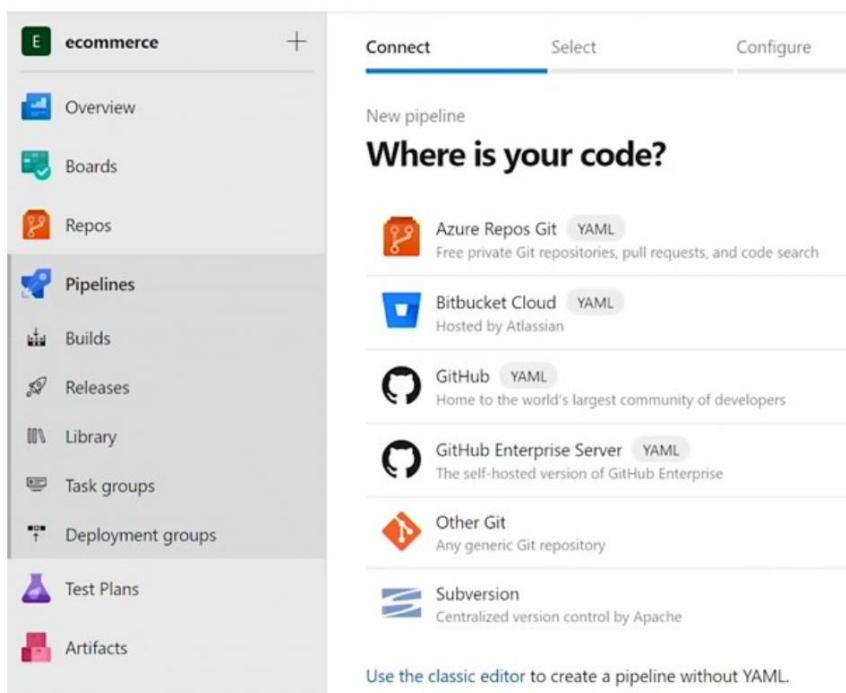 E ecommerce +
Overview
Boards
Repos
Pipelines
Builds
Releases
Library
Task groups
Deployment groups
Test Plans
Artifacts
Connect Select Configure
New pipeline
Where is your code?
Azure Repos Git YAML
Free private Git repositories, pull requests, and code search
Bitbucket Cloud YAML
Hosted by Atlassian
GitHub YAML
Home to the world's largest community of developers
GitHub Enterprise Server YAML
The self-hosted version of GitHub Enterprise
Other Git
Any generic Git repository
Subversion
Centralized version control by Apache
Use the classic editor to create a pipeline without YAML.